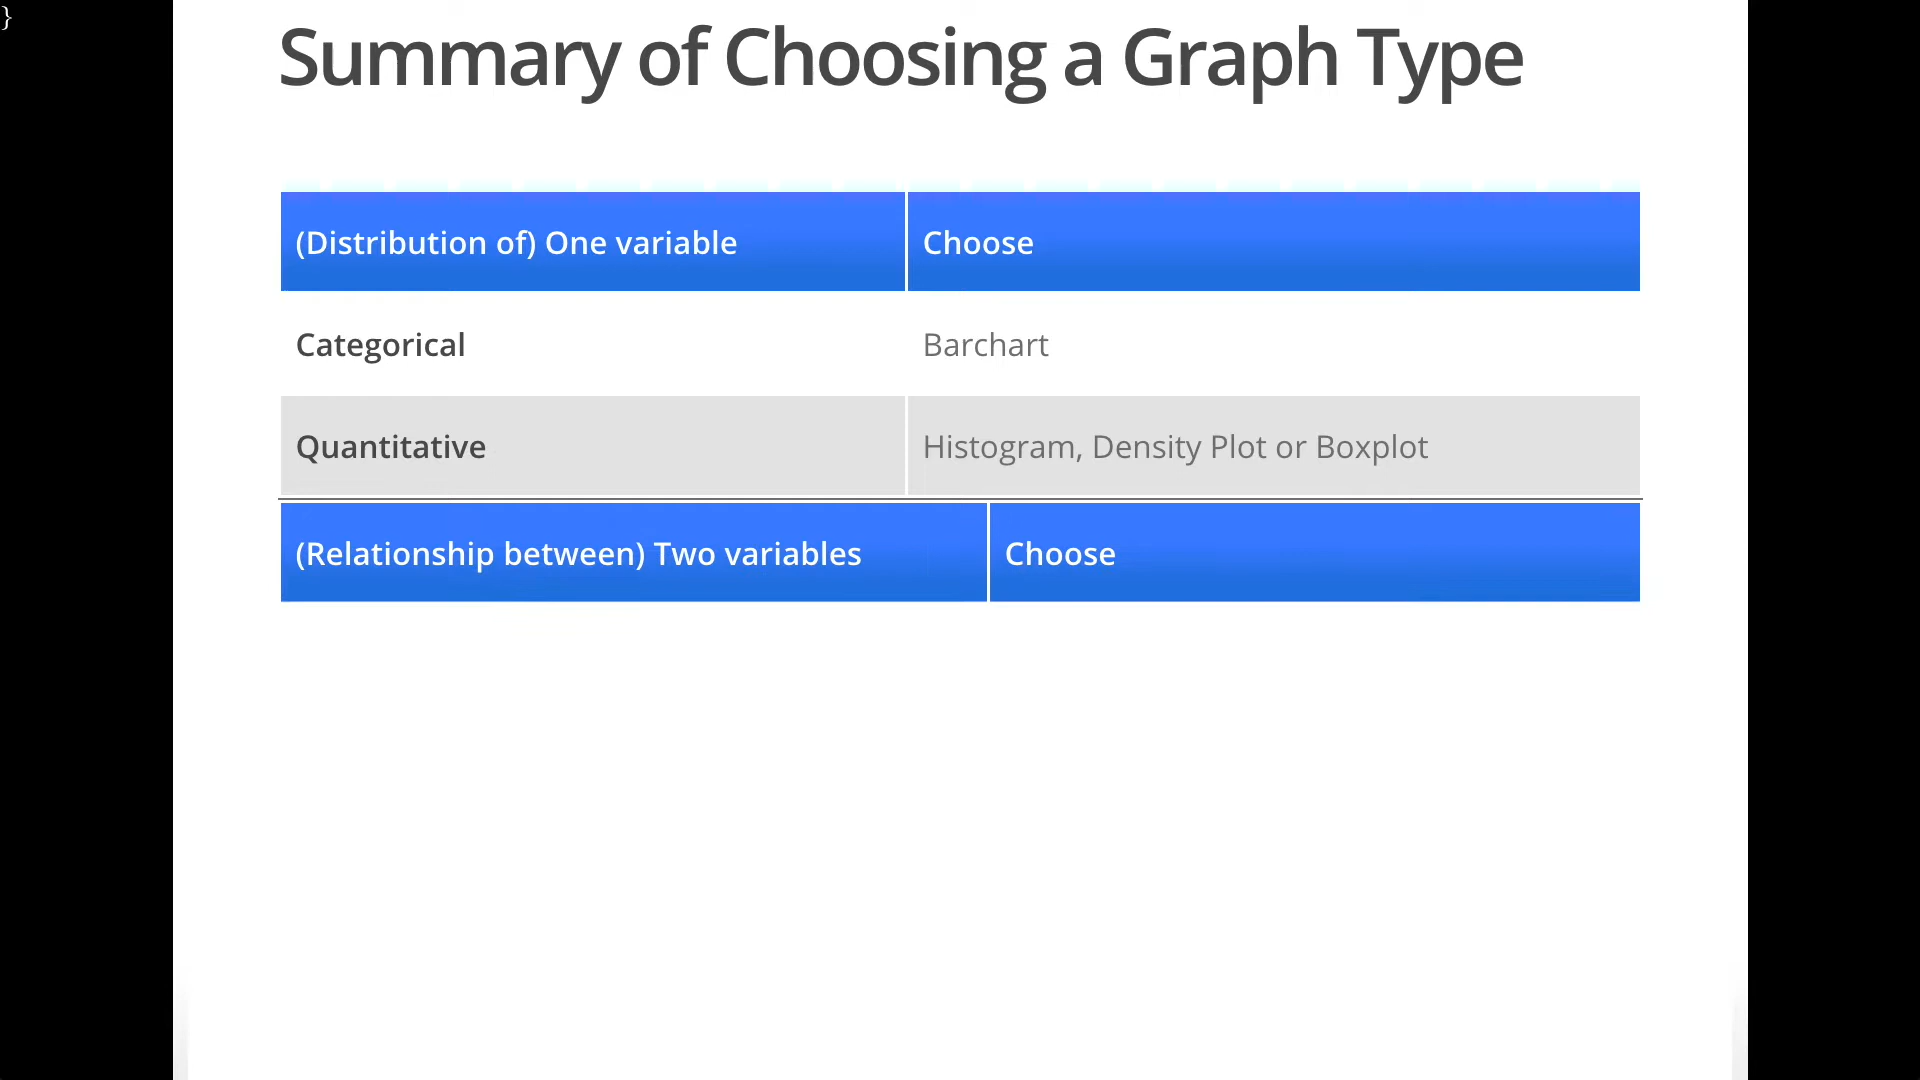 }
Summary of Choosing a Graph Type
(Distribution of) One variable Choose
Categorical Barchart
Quantitative Histogram, Density Plot or Boxplot
(Relationship between) Two variables Choose